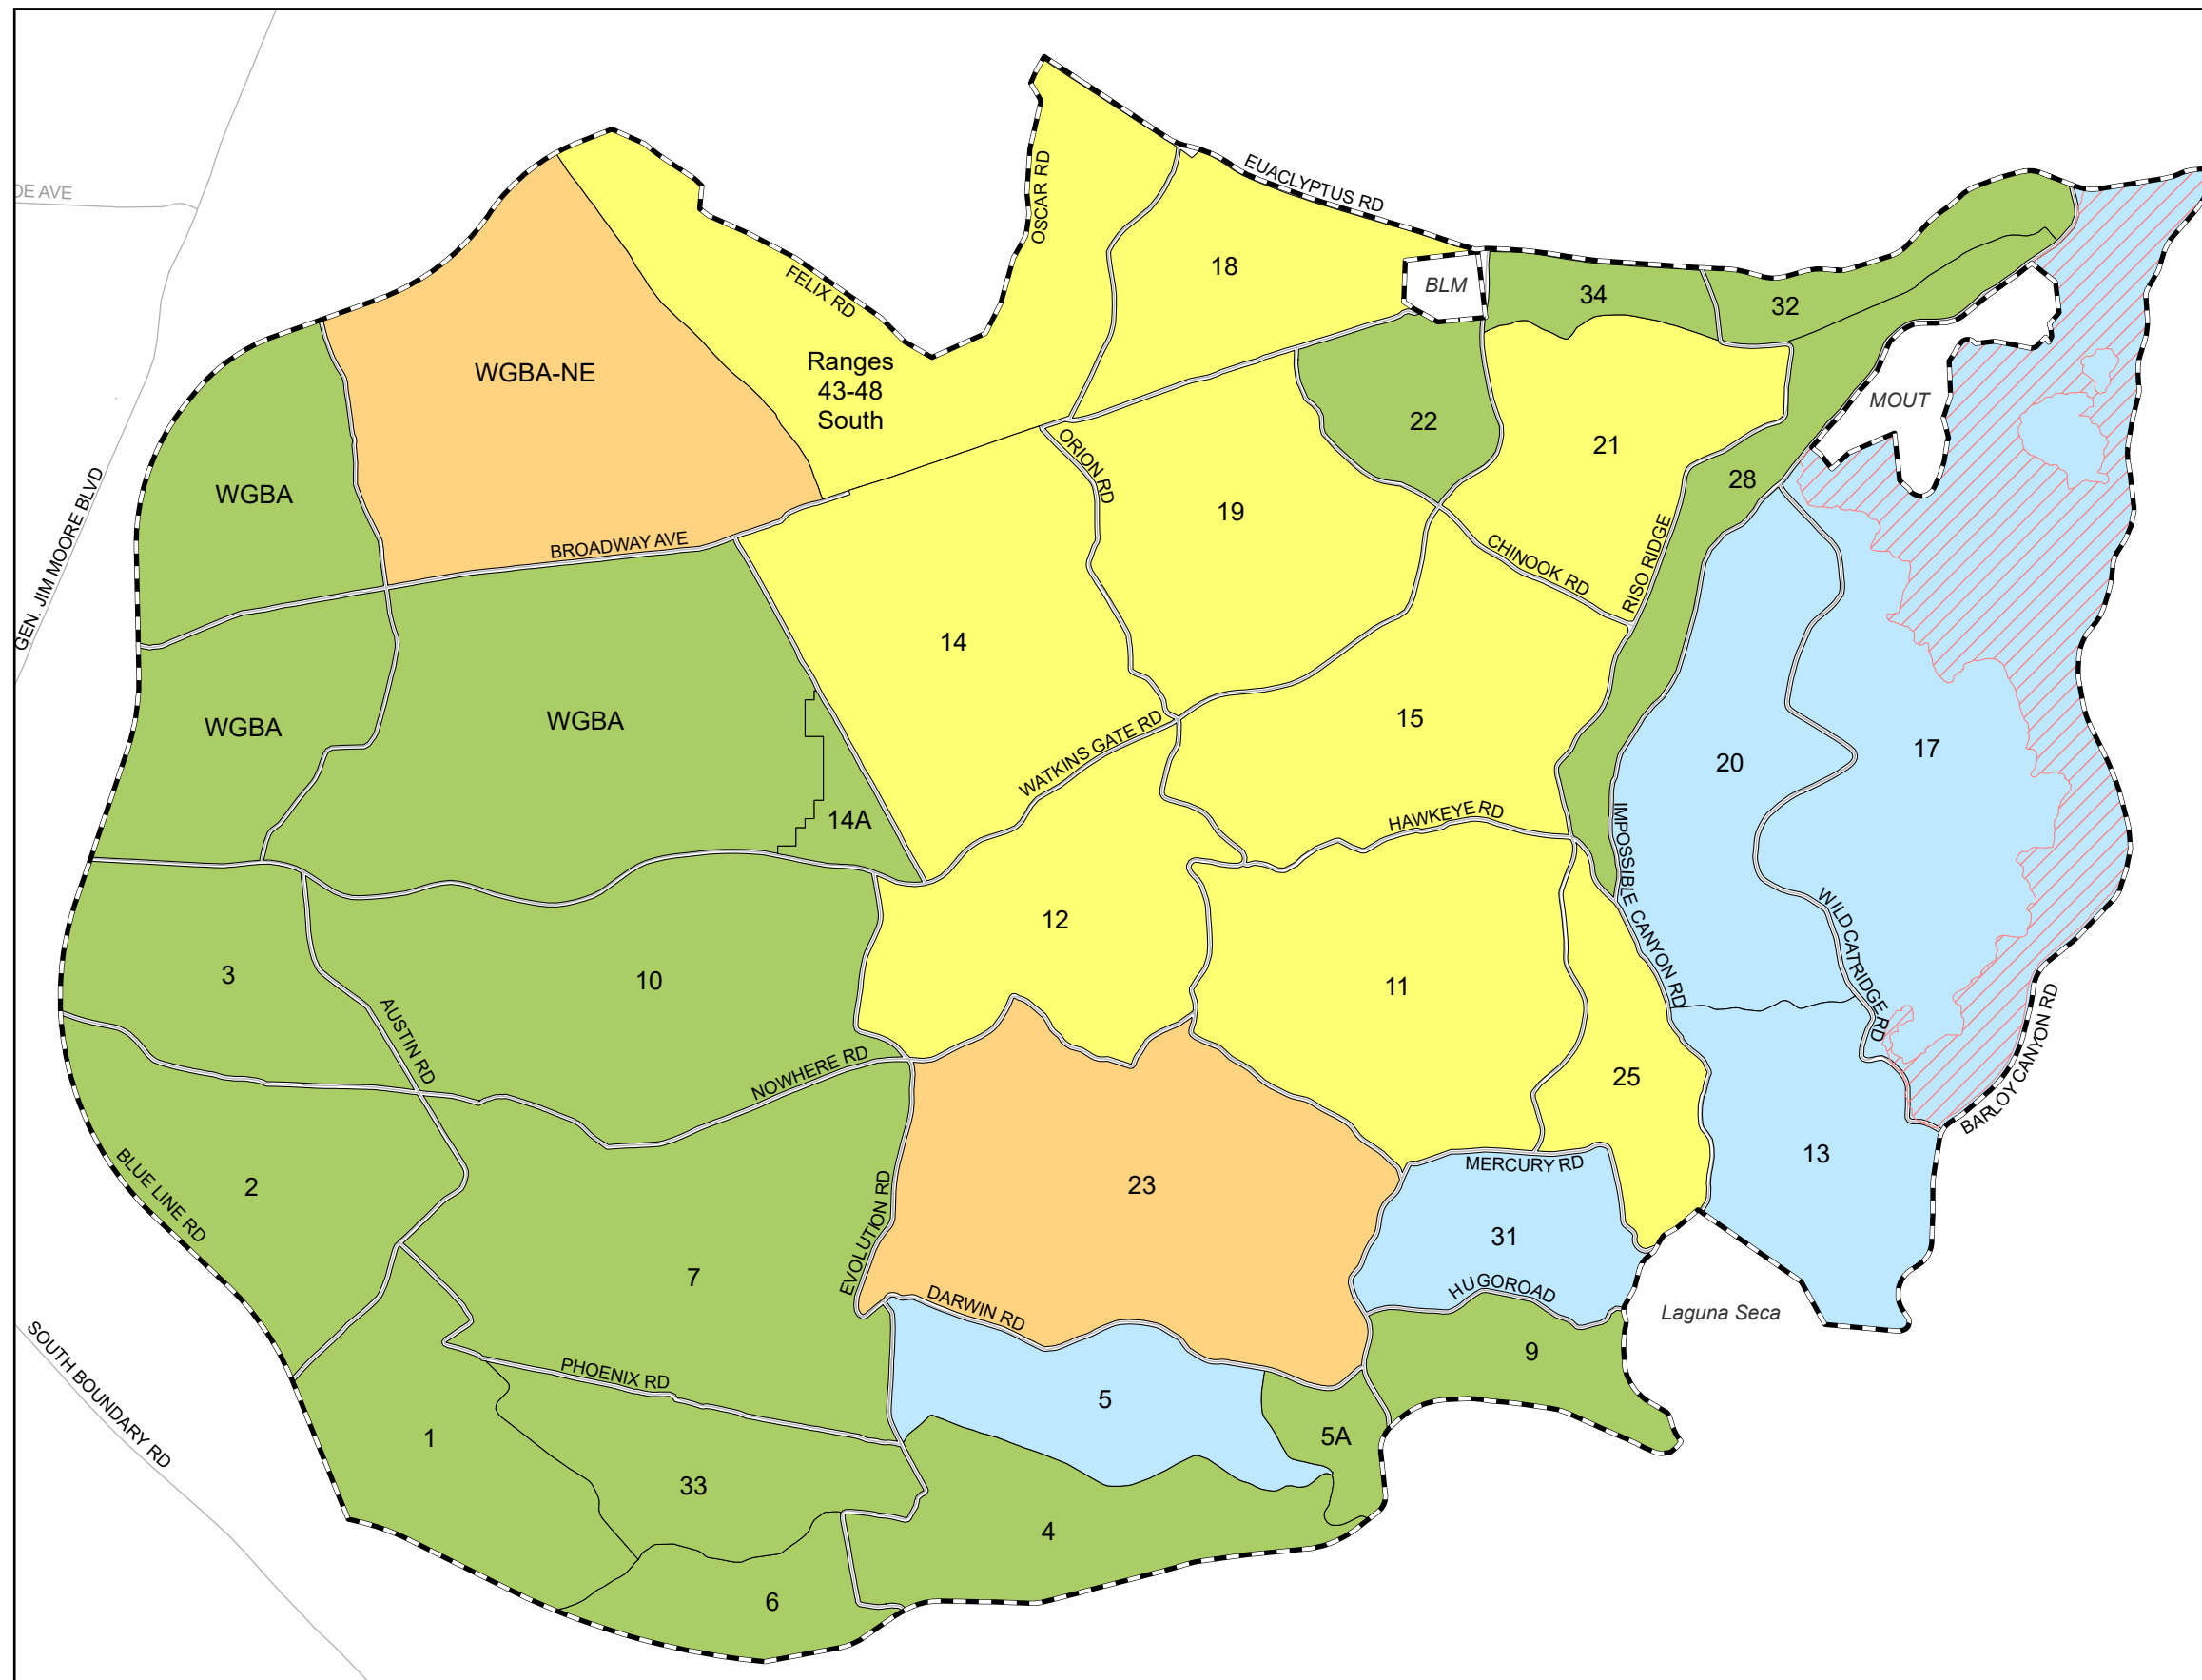 OSCAR RD
EUACLYPTUS RD
DE AVE
FELIX RD
18
BLM
34
32
WGBA-NE
Ranges
43-48
South
MOUT
22
21
28
ORION RD
WGBA
19
GEN. JIM MOORE BLVD
BROADWAY AVE
CHINOOK RD
RISO RIDGE
14
WGBA
WGBA
15
WATKINS GATE RD
20
17
14A
HAWKEYE RD
IMPOSSIBLE CANYON RD
12
WILDCATRIDGE RD
3
10
11
AUSTIN RD
NOWHERE RD
25
BARLOY CANYON RD
2
BLUE LINE RD
23
MERCURY RD
13
EVOLUTION RD
31
7
HUGOROAD
DARWIN RD
Laguna Seca
9
SOUTH BOUNDARY RD
PHOENIX RD
5
1
5A
33
4
6